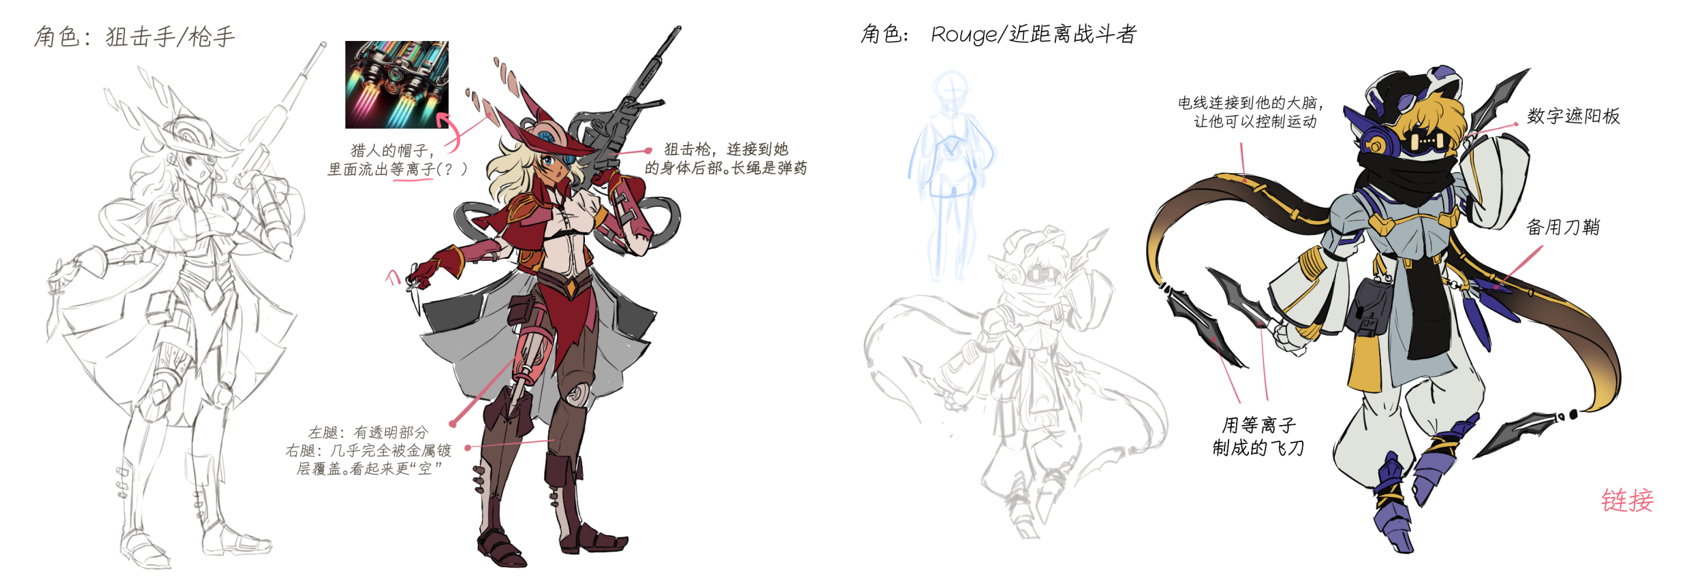 角色：狙击手/枪手
猎人的帽子，
里面流出等离子(？)
狙击枪，连接到她
的身体后部。长绳是弹药
左腿：有透明部分
右腿：几乎完全被金属镀
层覆盖。看起来更“空”
角色： Rouge/近距离战斗者
电线连接到他的大脑，
让他可以控制运动
数字遮阳板
备用刀鞘
用等离子
制成的飞刀
链接